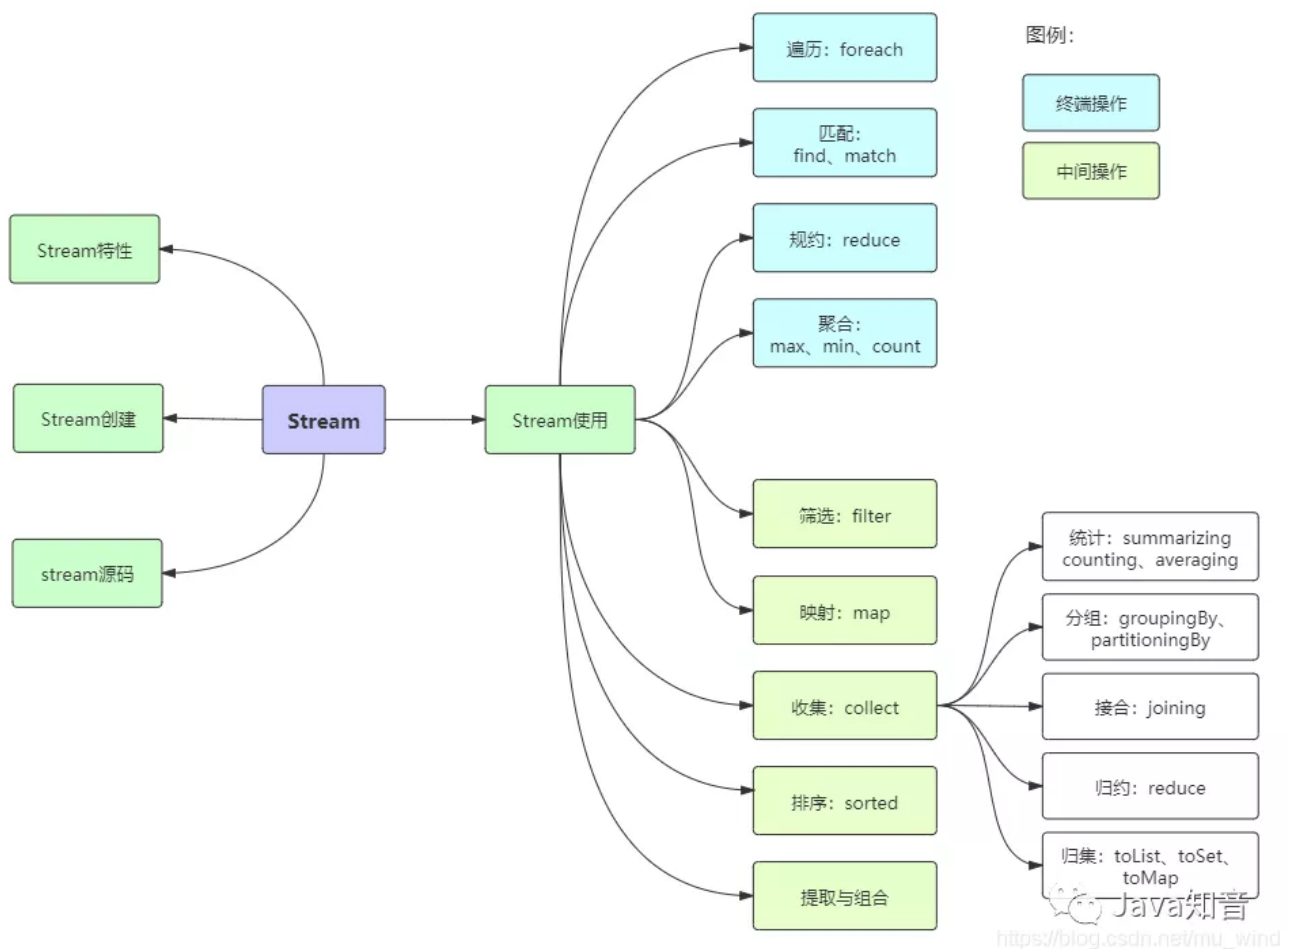 遍历：foreach
图例：
终端操作
匹配：
find、match
中间操作
规约：reduce
Stream特性
聚合：
max、min、count
Stream创建
Stream
Stream使用
筛选：filter
统计：summarizing
counting、averaging
stream源码
映射：map
分组：groupingBy、
partitioningBy
收集：collect
接合：joining
排序：sorted
归约：reduce
归集：toList、toSet、
toMap
提取与组合
Java知音
https://blog.csdn.net/mu_wind